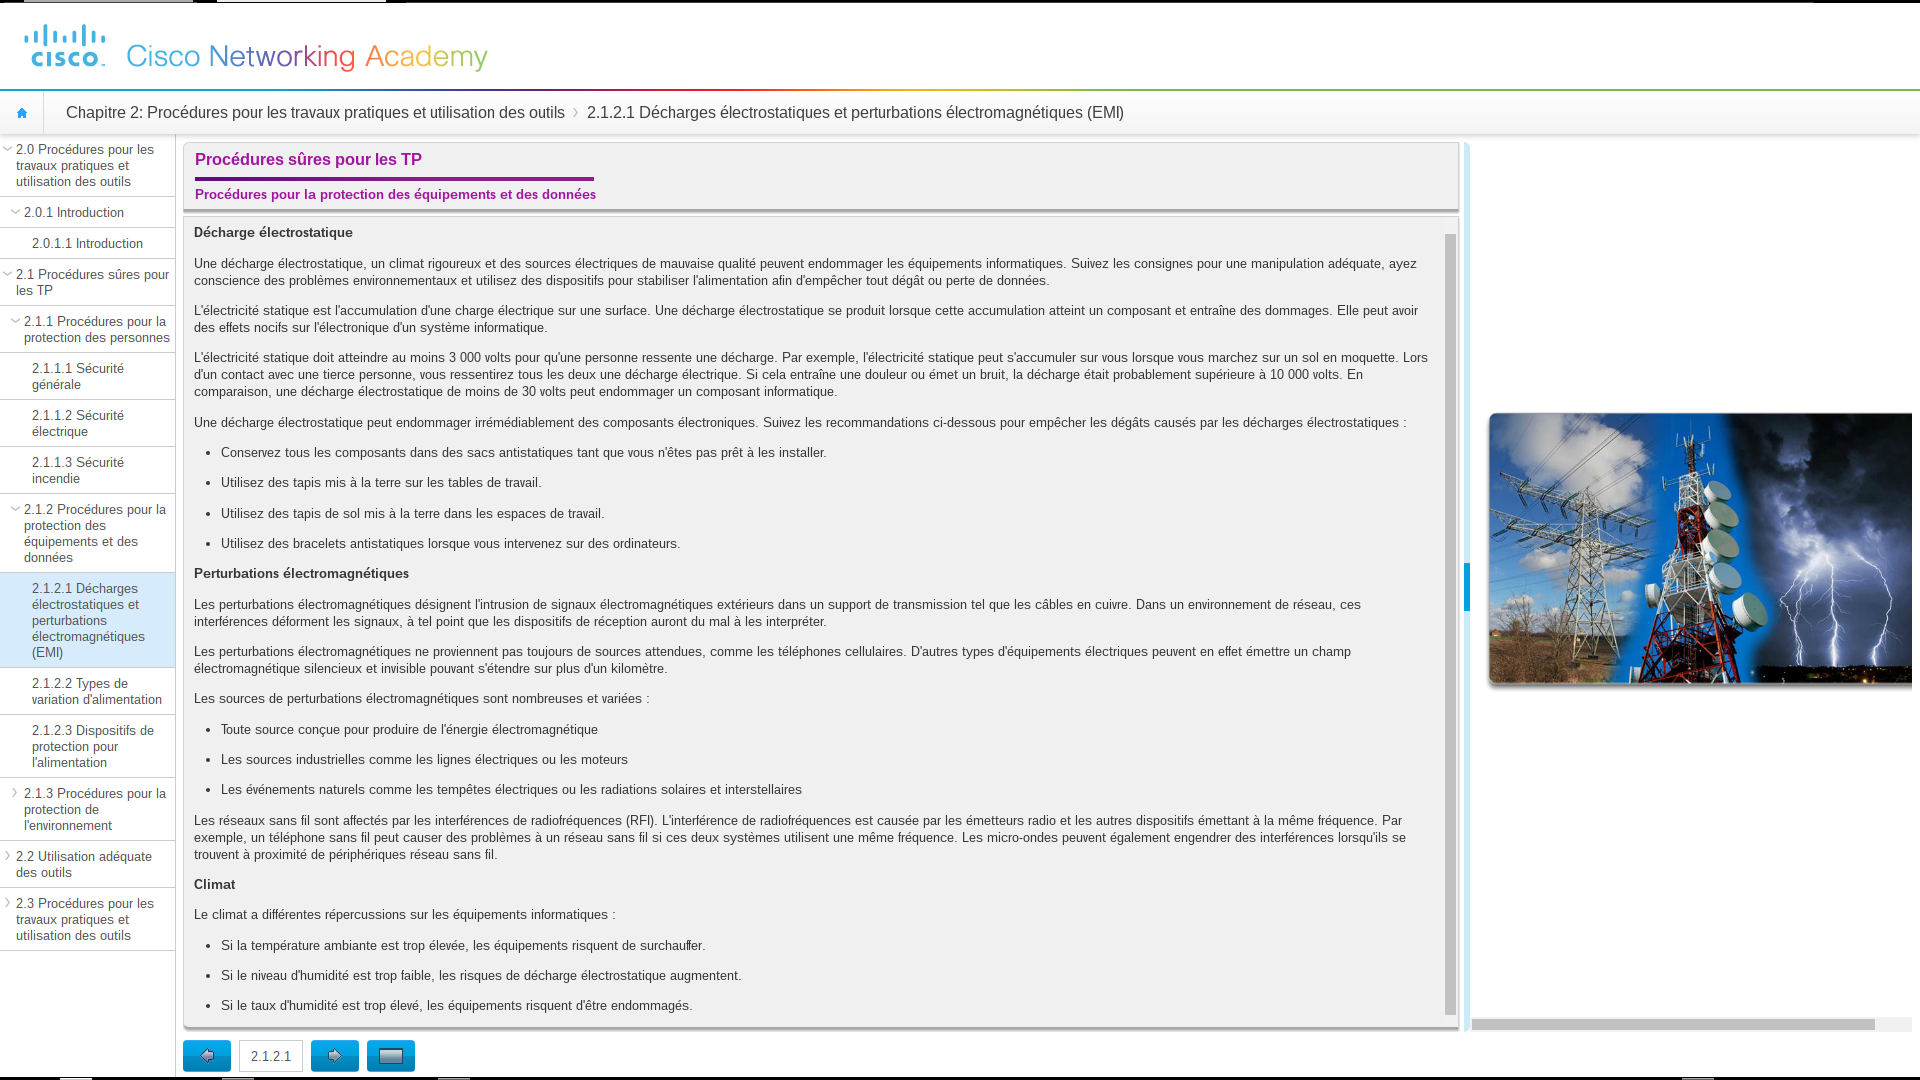 cisco
Cisco Networking Academy
Chapitre 2: Procédures pour les travaux pratiques et utilisation des outils
2.1.2.1 Décharges électrostatiques et perturbations électromagnétiques (EMI)
2.0 Procédures pour les
travaux pratiques et
utilisation des outils
2.0.1 Introduction
2.0.1.1 Introduction
2.1 Procédures sûres pour
les TP
2.1.1 Procédures pour la
protection des personnes
2.1.1.1 Sécurité
générale
2.1.1.2 Sécurité
électrique
2.1.1.3 Sécurité
incendie
2.1.2 Procédures pour la
protection des
équipements et des
données
2.1.2.1 Décharges
électrostatiques et
perturbations
électromagnétiques
(EMI)
2.1.2.2 Types de
variation d'alimentation
2.1.2.3 Dispositifs de
protection pour
l'alimentation
2.1.3 Procédures pour la
protection de
l'environnement
2.2 Utilisation adéquate
des outils
2.3 Procédures pour les
travaux pratiques et
utilisation des outils
Procédures sûres pour les TP
Procédures pour la protection des équipements et des données
Décharge électrostatique
Une décharge électrostatique, un climat rigoureux et des sources électriques de mauvaise qualité peuvent endommager les équipements informatiques. Suivez les consignes pour une manipulation adéquate, ayez
conscience des problèmes environnementaux et utilisez des dispositifs pour stabiliser l'alimentation afin d'empêcher tout dégât ou perte de données.
L'électricité statique est l'accumulation d'une charge électrique sur une surface. Une décharge électrostatique se produit lorsque cette accumulation atteint un composant et entraîne des dommages. Elle peut avoir
des effets nocifs sur l'électronique d'un système informatique.
L'électricité statique doit atteindre au moins 3 000 volts pour qu'une personne ressente une décharge. Par exemple, l'électricité statique peut s'accumuler sur vous lorsque vous marchez sur un sol en moquette. Lors
d'un contact avec une tierce personne, vous ressentirez tous les deux une décharge électrique. Si cela entraîne une douleur ou émet un bruit, la décharge était probablement supérieure à 10 000 volts. En
comparaison, une décharge électrostatique de moins de 30 volts peut endommager un composant informatique.
Une décharge électrostatique peut endommager irrémédiablement des composants électroniques. Suivez les recommandations ci-dessous pour empêcher les dégâts causés par les décharges électrostatiques :
• Conservez tous les composants dans des sacs antistatiques tant que vous n'êtes pas prêt à les installer.
• Utilisez des tapis mis à la terre sur les tables de travail.
• Utilisez des tapis de sol mis à la terre dans les espaces de travail.
• Utilisez des bracelets antistatiques lorsque vous intervenez sur des ordinateurs.
Perturbations électromagnétiques
Les perturbations électromagnétiques désignent l'intrusion de signaux électromagnétiques extérieurs dans un support de transmission tel que les câbles en cuivre. Dans un environnement de réseau, ces
interférences déforment les signaux, à tel point que les dispositifs de réception auront du mal à les interpréter.
Les perturbations électromagnétiques ne proviennent pas toujours de sources attendues, comme les téléphones cellulaires. D'autres types d'équipements électriques peuvent en effet émettre un champ
électromagnétique silencieux et invisible pouvant s'étendre sur plus d'un kilomètre.
Les sources de perturbations électromagnétiques sont nombreuses et variées :
• Toute source conçue pour produire de l'énergie électromagnétique
• Les sources industrielles comme les lignes électriques ou les moteurs
• Les événements naturels comme les tempêtes électriques ou les radiations solaires et interstellaires
Les réseaux sans fil sont affectés par les interférences de radiofréquences (RFI). L'interférence de radiofréquences est causée par les émetteurs radio et les autres dispositifs émettant à la même fréquence. Par
exemple, un téléphone sans fil peut causer des problèmes à un réseau sans fil si ces deux systèmes utilisent une même fréquence. Les micro-ondes peuvent également engendrer des interférences lorsqu'ils se
trouvent à proximité de périphériques réseau sans fil.
Climat
Le climat a différentes répercussions sur les équipements informatiques :
• Si la température ambiante est trop élevée, les équipements risquent de surchauffer.
• Si le niveau d'humidité est trop faible, les risques de décharge électrostatique augmentent.
• Si le taux d'humidité est trop élevé, les équipements risquent d'être endommagés.
2.1.2.1